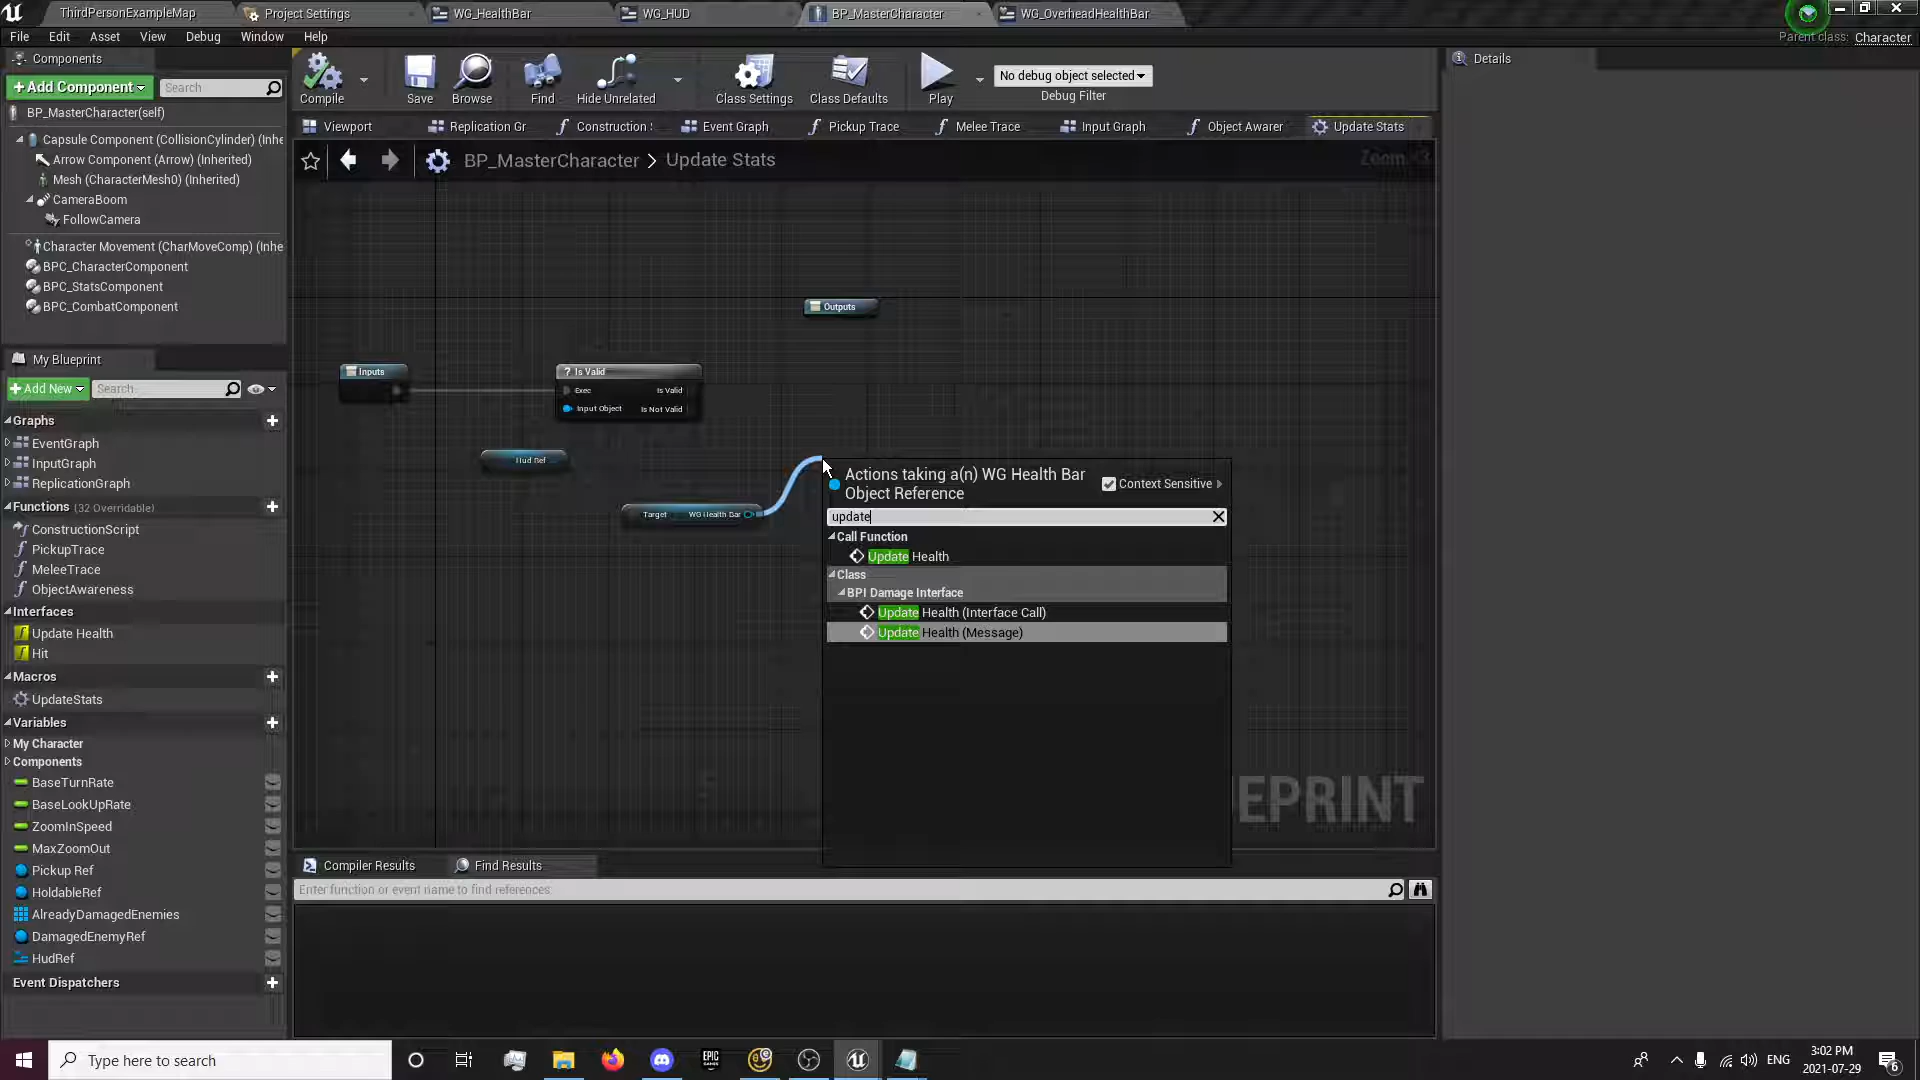 ThirdPersonExampleMap
Project Settings
WG_HealthBar
WG_HUD
BP_MasterCharacter
WG_OverheadHealthBar
File Edit Asset View Debug Window Help
Parent class: Character
Components
+ Add Component
Search
BP_MasterCharacter(self)
Capsule Component (CollisionCylinder) (Inhe
Arrow Component (Arrow) (Inherited)
Mesh (CharacterMesh0) (Inherited)
CameraBoom
FollowCamera
Character Movement (CharMoveComp) (Inhe
BPC_CharacterComponent
BPC_StatsComponent
BPC_CombatComponent
My Blueprint
+ Add New
Search
Graphs
EventGraph
InputGraph
ReplicationGraph
Functions (32 Overridable)
ConstructionScript
PickupTrace
MeleeTrace
ObjectAwareness
Interfaces
Update Health
Hit
Macros
UpdateStats
Variables
My Character
Components
BaseTurnRate
BaseLookUpRate
ZoomInSpeed
MaxZoomOut
Pickup Ref
HoldableRef
AlreadyDamagedEnemies
DamagedEnemyRef
HudRef
Event Dispatchers
Compile
Save
Browse
Find
Hide Unrelated
Class Settings
Class Defaults
Play
No debug object selected
Debug Filter
Viewport
Replication Gr
Construction S
Event Graph
Pickup Trace
Melee Trace
Input Graph
Object Awarer
Update Stats
BP_MasterCharacter > Update Stats
Zoom -3
Outputs
Inputs
? Is Valid
Exec Is Valid
Input Object Is Not Valid
Hud Ref
Target WG Health Bar
Actions taking a(n) WG Health Bar
Object Reference
Context Sensitive
update
Call Function
Update Health
Class
BPI Damage Interface
Update Health (Interface Call)
Update Health (Message)
EPRINT
Compiler Results
Find Results
Enter function or event name to find references
Details
Type here to search
EPIC
GAMES
ENG
3:02 PM
2021-07-29
6